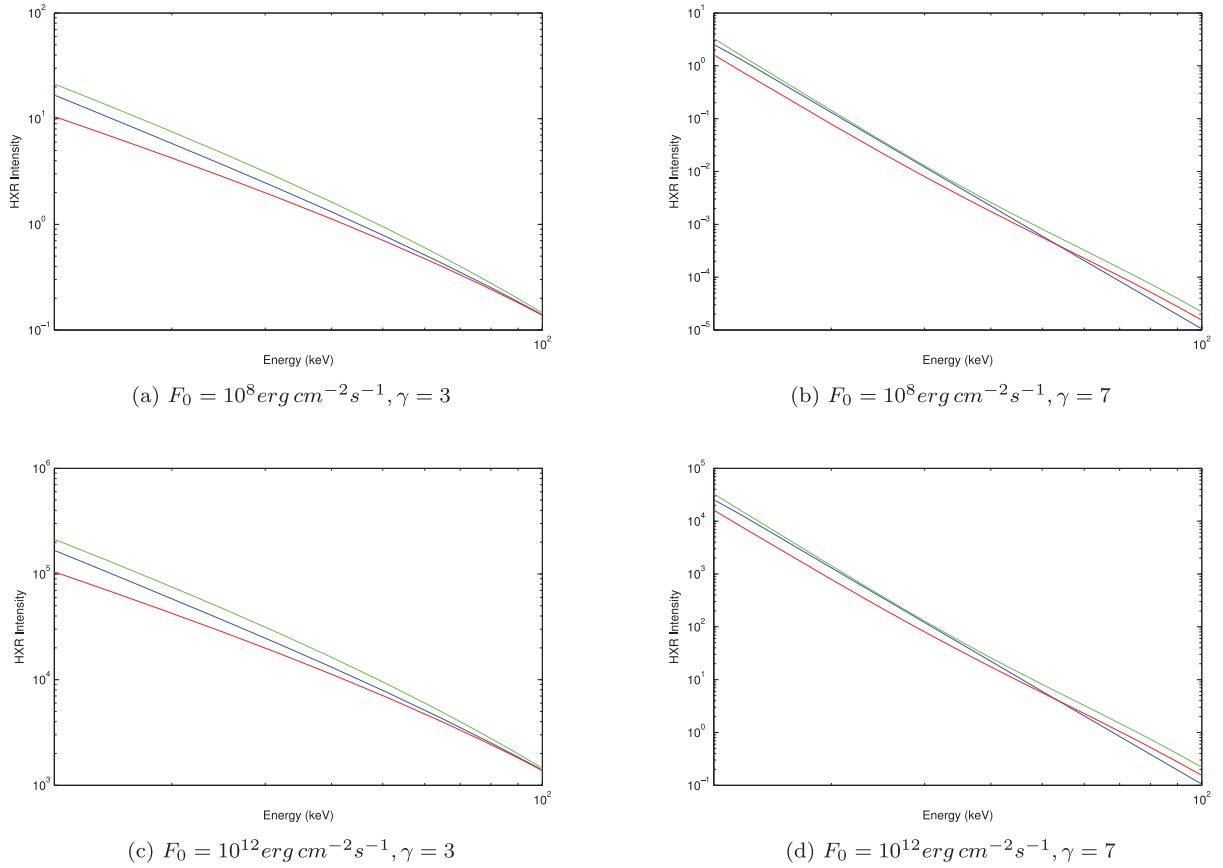 10^2
10^1
10^0
10^-1
HXR Intensity
10^2
Energy (keV)
(a) F_0 = 10^8 erg cm^-2 s^-1, γ = 3
10^1
10^0
10^-1
10^-2
10^-3
10^-4
10^-5
HXR Intensity
10^2
Energy (keV)
(b) F_0 = 10^8 erg cm^-2 s^-1, γ = 7
10^6
10^5
10^4
10^3
HXR Intensity
10^2
Energy (keV)
(c) F_0 = 10^12 erg cm^-2 s^-1, γ = 3
10^5
10^4
10^3
10^2
10^1
10^0
10^-1
HXR Intensity
10^2
Energy (keV)
(d) F_0 = 10^12 erg cm^-2 s^-1, γ = 7